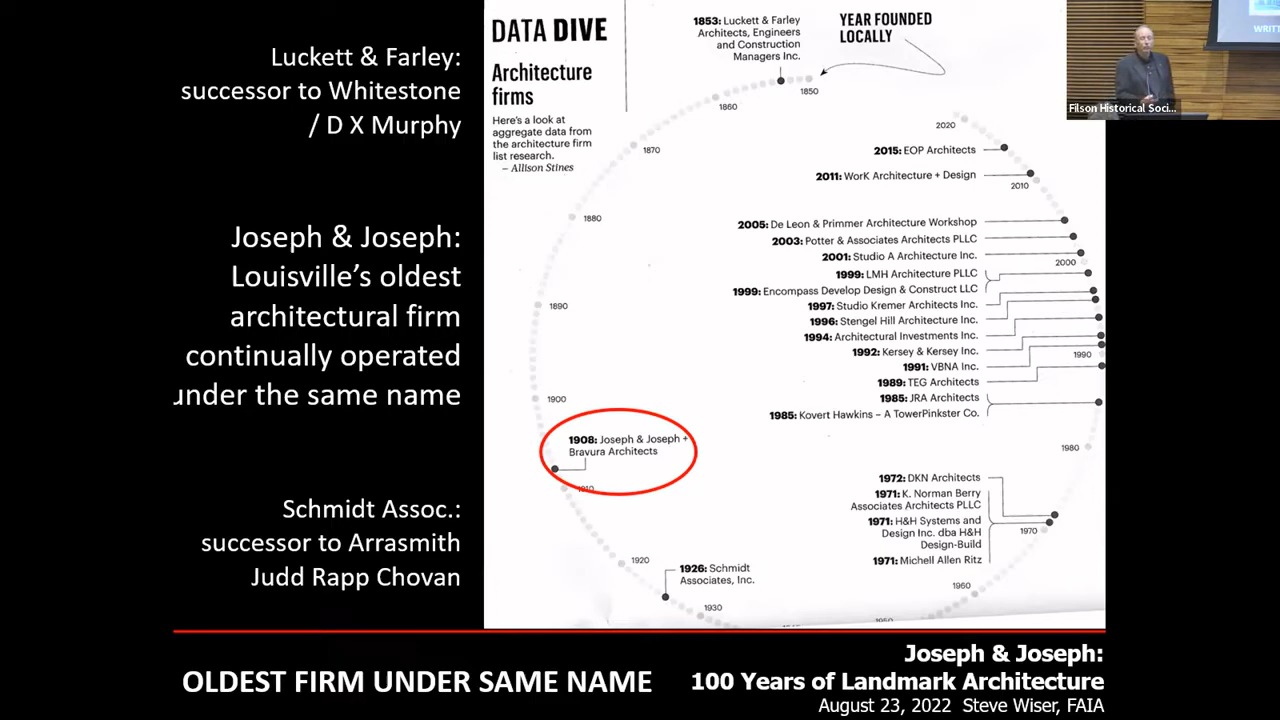 Luckett & Farley:
successor to Whitestone
/ D X Murphy
Joseph & Joseph:
Louisville's oldest
architectural firm
continually operated
under the same name
Schmidt Assoc.:
successor to Arrasmith
Judd Rapp Chovan
DATA DIVE
Architecture
firms
Here's a look at
aggregate data from
the architecture firm
list research.
– Allison Stines
1853: Luckett & Farley
Architects, Engineers
and Construction
Managers Inc.
YEAR FOUNDED
LOCALLY
1850
1860
1870
1880
1890
1900
1908: Joseph & Joseph +
Bravura Architects
1910
1920
1926: Schmidt
Associates, Inc.
1930
2020
2015: EOP Architects
2011: WorK Architecture + Design
2010
2005: De Leon & Primmer Architecture Workshop
2003: Potter & Associates Architects PLLC
2001: Studio A Architecture Inc.
2000
1999: LMH Architecture PLLC
1999: Encompass Develop Design & Construct LLC
1997: Studio Kremer Architects Inc.
1996: Stengel Hill Architecture Inc.
1994: Architectural Investments Inc.
1992: Kersey & Kersey Inc.
1990
1991: VBNA Inc.
1989: TEG Architects
1985: JRA Architects
1985: Kovert Hawkins – A TowerPinkster Co.
1980
1972: DKN Architects
1971: K. Norman Berry
Associates Architects PLLC
1971: H&H Systems and
Design Inc. dba H&H
Design-Build
1971: Michell Allen Ritz
1970
1960
1950
Filson Historical Soci...
WRITT
OLDEST FIRM UNDER SAME NAME
Joseph & Joseph:
100 Years of Landmark Architecture
August 23, 2022 Steve Wiser, FAIA